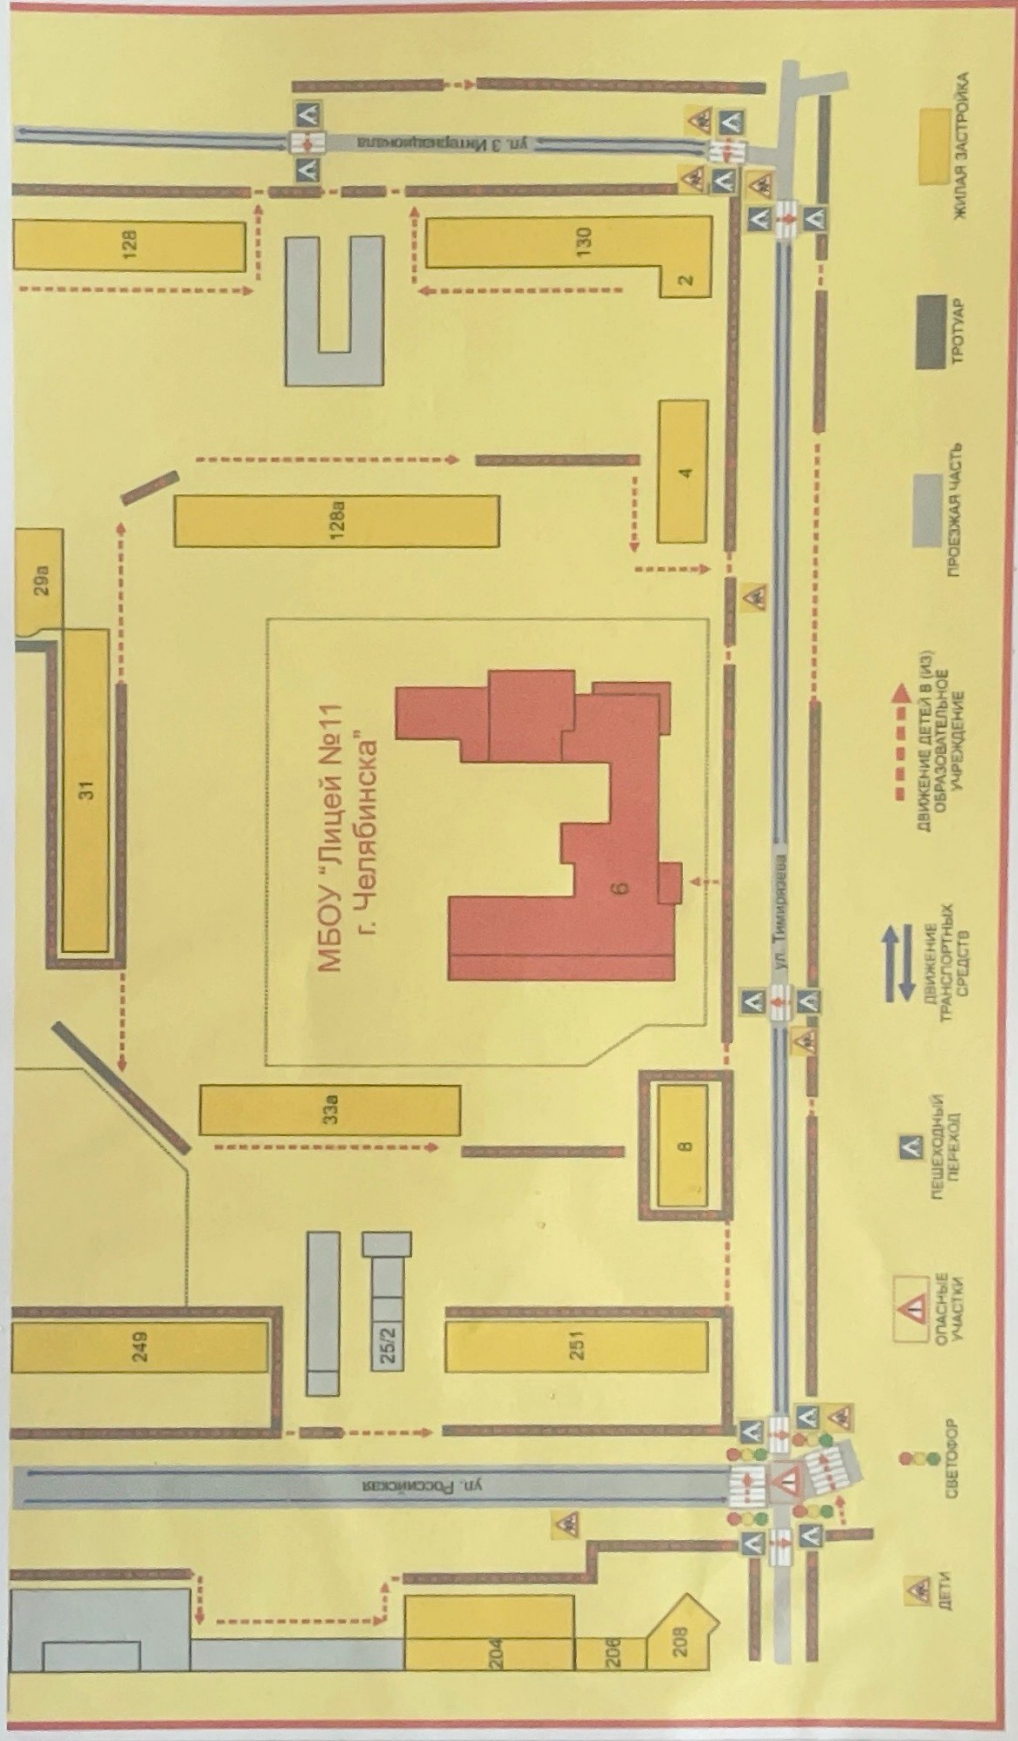 МБОУ "Лицей №11
г. Челябинска"
6
29а
31
128
130
2
128а
4
33а
8
249
25/2
251
204
206
208
ул. 3 Интернационала
ул. Тимирязева
ул. Российская
ДЕТИ
СВЕТОФОР
ОПАСНЫЕ
УЧАСТКИ
ПЕШЕХОДНЫЙ
ПЕРЕХОД
ДВИЖЕНИЕ
ТРАНСПОРТНЫХ
СРЕДСТВ
ДВИЖЕНИЕ ДЕТЕЙ В (ИЗ)
ОБРАЗОВАТЕЛЬНОЕ
УЧРЕЖДЕНИЕ
ПРОЕЗЖАЯ ЧАСТЬ
ТРОТУАР
ЖИЛАЯ ЗАСТРОЙКА